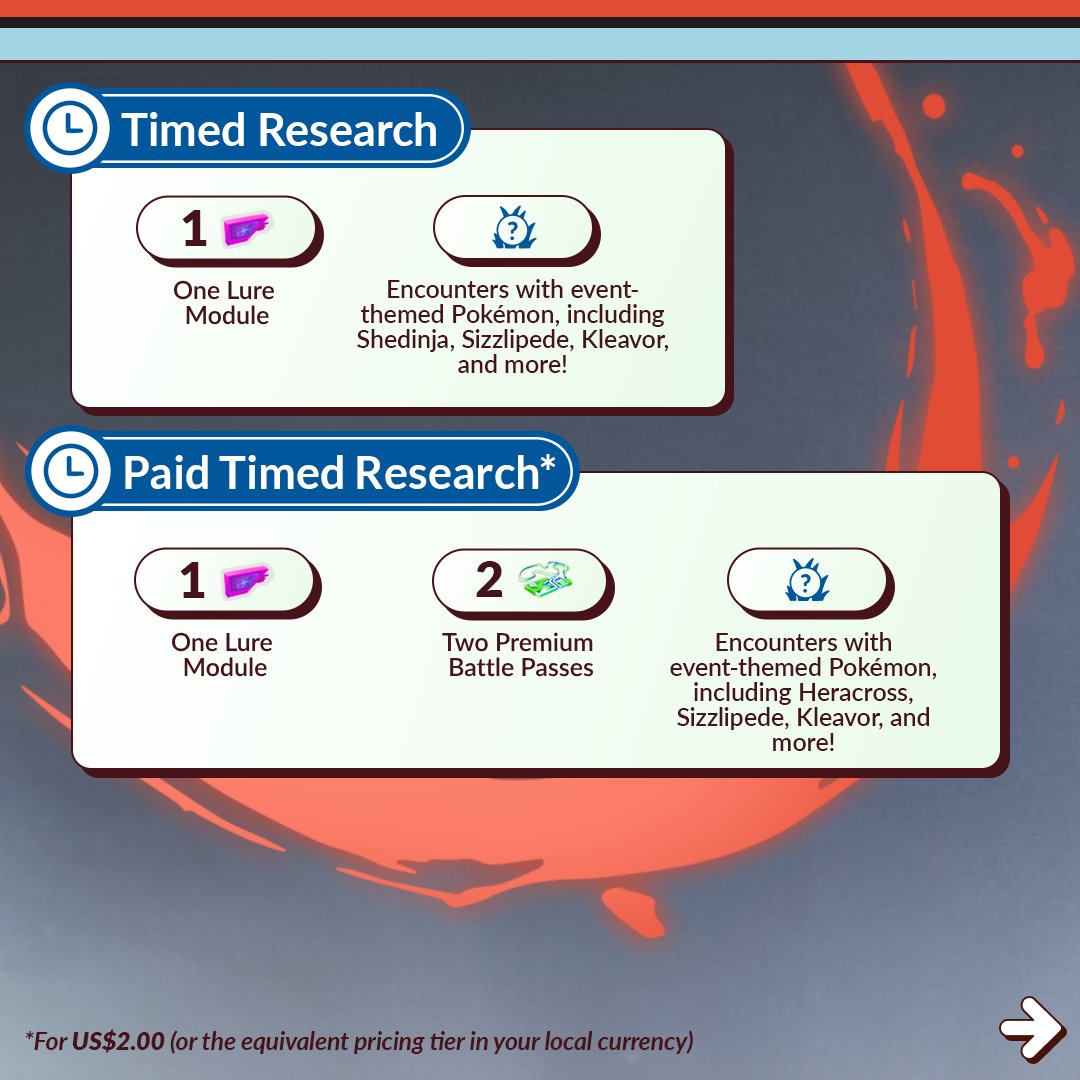 Timed Research
1
One Lure
Module
?
Encounters with event-
themed Pokémon, including
Shedinja, Sizzlipede, Kleavor,
and more!
Paid Timed Research*
1
One Lure
Module
2
Two Premium
Battle Passes
?
Encounters with
event-themed Pokémon,
including Heracross,
Sizzlipede, Kleavor, and
more!
*For US$2.00 (or the equivalent pricing tier in your local currency)